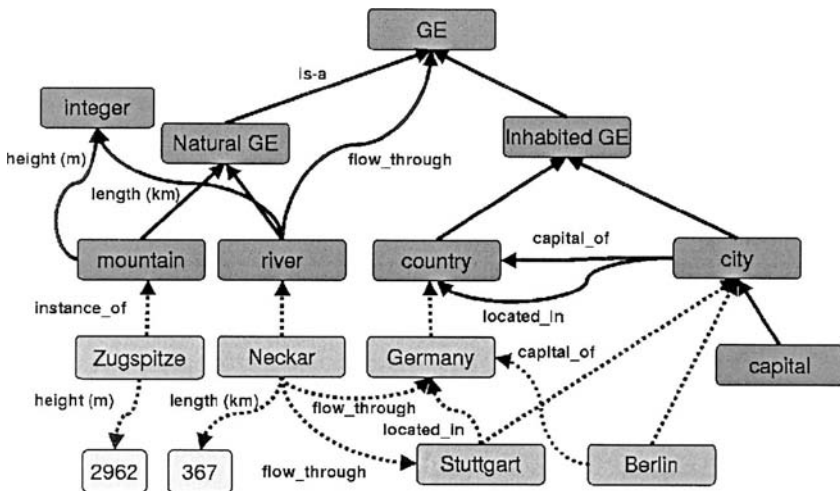 GE
is-a
integer
Natural GE
Inhabited GE
height (m)
flow_through
length (km)
capital_of
mountain
river
country
city
instance_of
located_in
Zugspitze
Neckar
Germany
capital_of
capital
height (m)
length (km)
flow_through
located_in
2962
367
flow_through
Stuttgart
Berlin